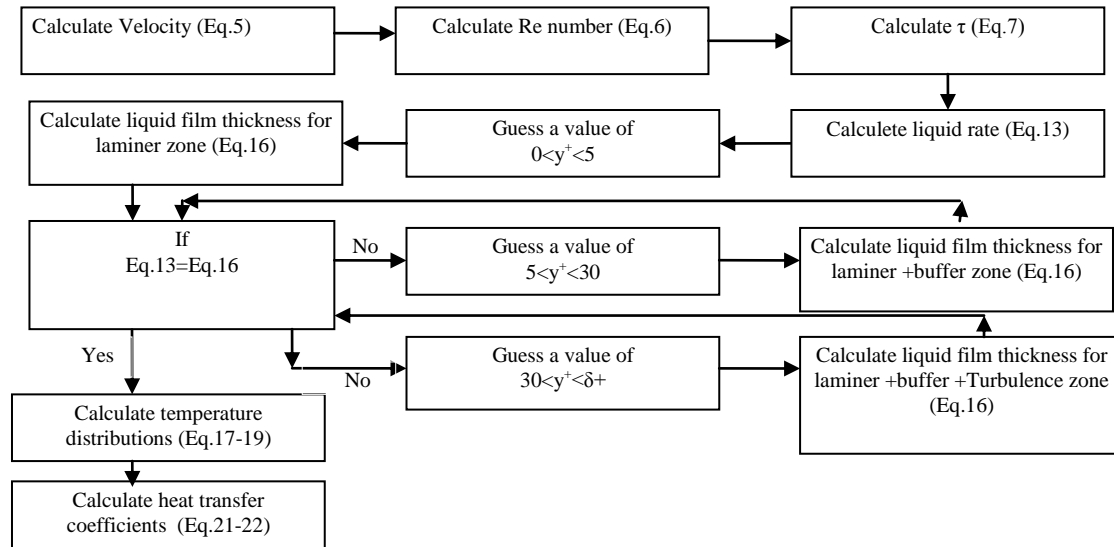 Calculate Velocity (Eq.5)
Calculate Re number (Eq.6)
Calculate τ (Eq.7)
Calculete liquid rate (Eq.13)
Guess a value of
0<y⁺<5
Calculate liquid film thickness for
laminer zone (Eq.16)
If
Eq.13=Eq.16
No
Guess a value of
5<y⁺<30
Calculate liquid film thickness for
laminer +buffer zone (Eq.16)
Yes
No
Guess a value of
30<y⁺<δ+
Calculate liquid film thickness for
laminer +buffer +Turbulence zone
(Eq.16)
Calculate temperature
distributions (Eq.17-19)
Calculate heat transfer
coefficients (Eq.21-22)